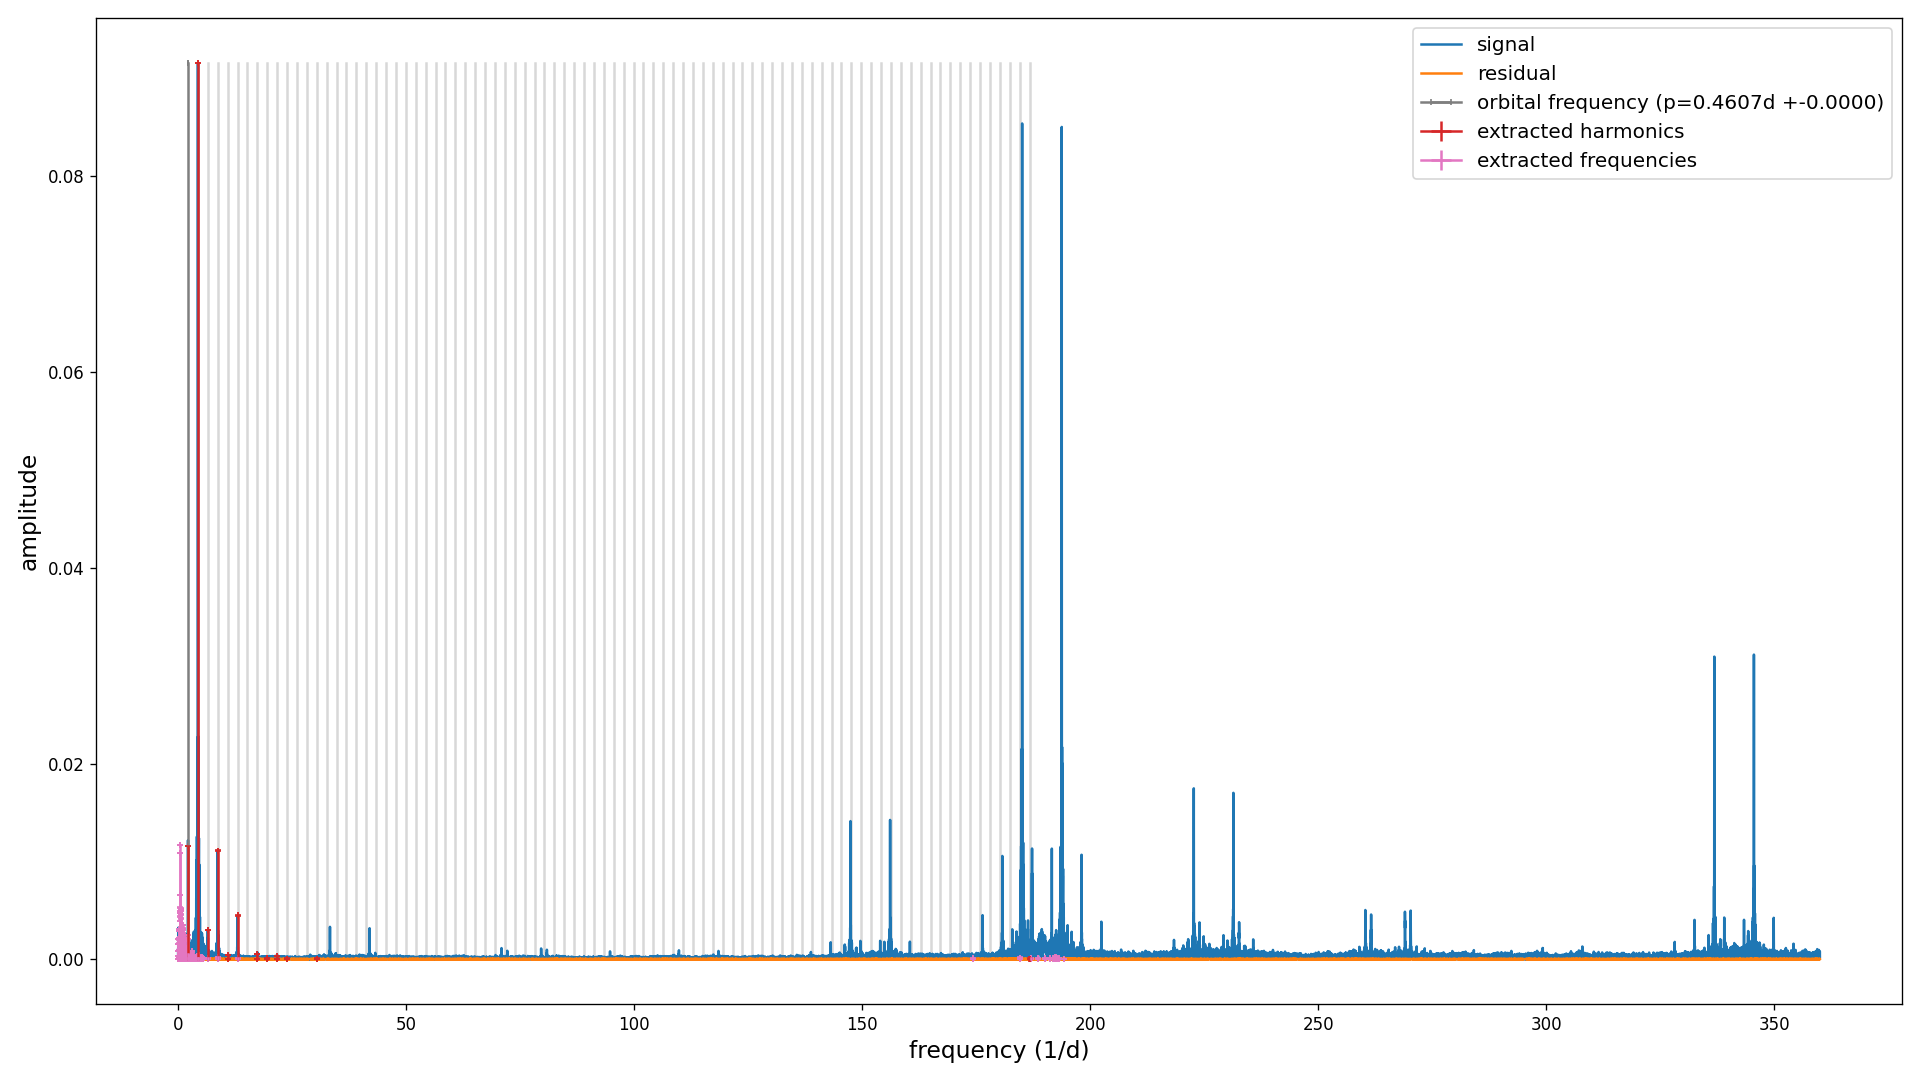 signal
residual
orbital frequency (p=0.4607d +-0.0000)
extracted harmonics
extracted frequencies
amplitude
0.08
0.06
0.04
0.02
0.00
0 50 100 150 200 250 300 350
frequency (1/d)